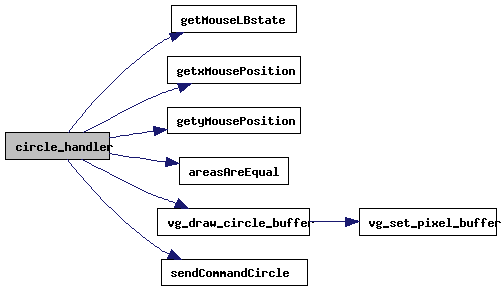 getMouseLBstate
getxMousePosition
getyMousePosition
circle_handler
areasAreEqual
vg_draw_circle_buffer
vg_set_pixel_buffer
sendCommandCircle